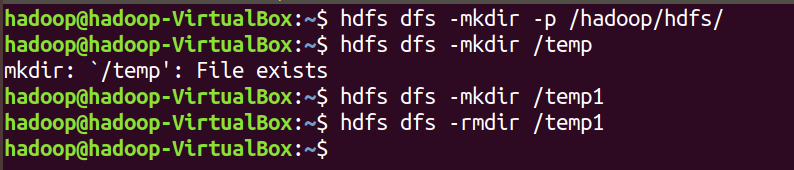 hadoop@hadoop-VirtualBox:~$ hdfs dfs -mkdir -p /hadoop/hdfs/
hadoop@hadoop-VirtualBox:~$ hdfs dfs -mkdir /temp
mkdir: `/temp': File exists
hadoop@hadoop-VirtualBox:~$ hdfs dfs -mkdir /temp1
hadoop@hadoop-VirtualBox:~$ hdfs dfs -rmdir /temp1
hadoop@hadoop-VirtualBox:~$